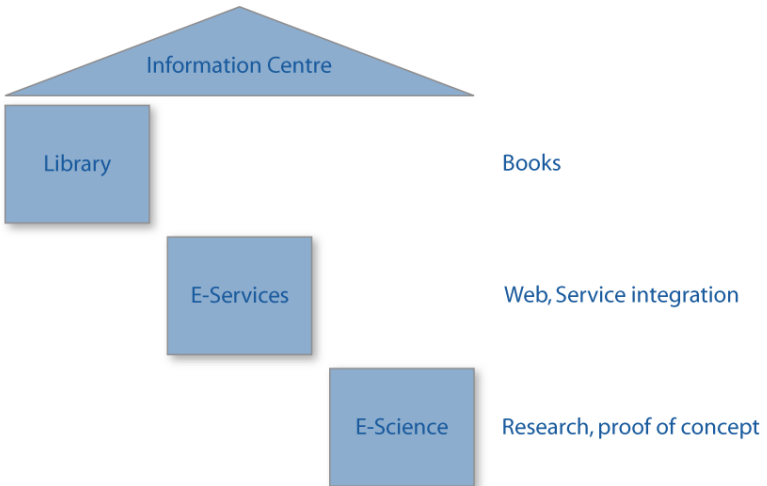 Information Centre
Library
Books
E-Services
Web, Service integration
E-Science
Research, proof of concept